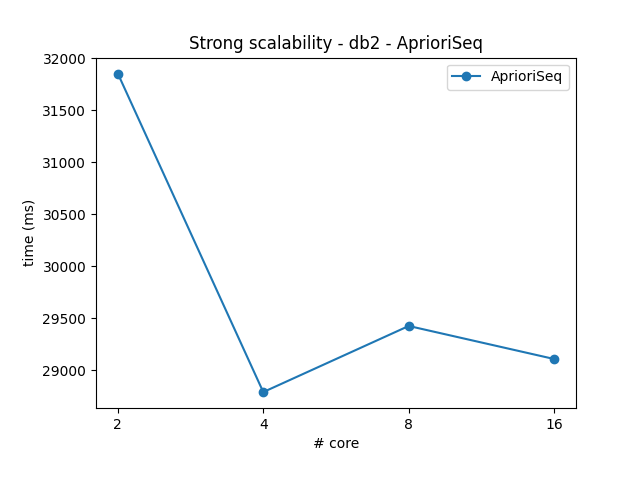 Strong scalability - db2 - AprioriSeq
AprioriSeq
32000
31500
31000
30500
30000
29500
29000
time (ms)
2
4
8
16
# core